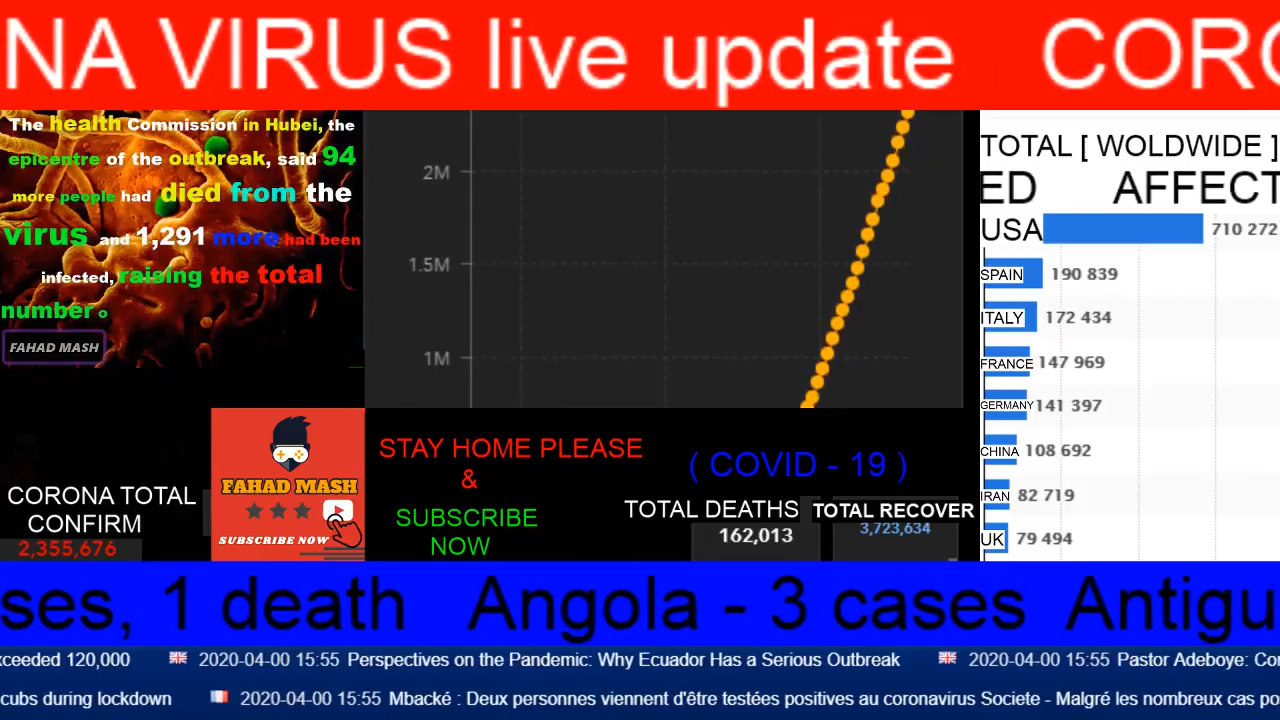 NA VIRUS live update CORO
The health Commission in Hubei, the
epicentre of the outbreak, said 94
more people had died from the
virus and 1,291 more had been
infected, raising the total
number o
FAHAD MASH
2M
1.5M
1M
TOTAL [ WOLDWIDE ]
ED AFFECT
USA 710 272
SPAIN 190 839
ITALY 172 434
FRANCE 147 969
GERMANY 141 397
CHINA 108 692
IRAN 82 719
UK 79 494
CORONA TOTAL
CONFIRM
2,355,676
FAHAD MASH
SUBSCRIBE NOW
STAY HOME PLEASE
&
SUBSCRIBE
NOW
( COVID - 19 )
TOTAL DEATHS
162,013
TOTAL RECOVER
3,723,634
ses, 1 death Angola - 3 cases Antigu
xceeded 120,000 2020-04-00 15:55 Perspectives on the Pandemic: Why Ecuador Has a Serious Outbreak 2020-04-00 15:55 Pastor Adeboye: Cor
cubs during lockdown 2020-04-00 15:55 Mbacké : Deux personnes viennent d'être testées positives au coronavirus Societe - Malgré les nombreux cas po